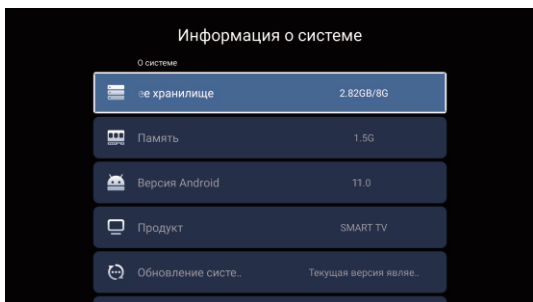 Информация о системе
О системе
ее хранилище 2.82GB/8G
Память 1.5G
Версия Android 11.0
Продукт SMART TV
Обновление систе.. Текущая версия являе..